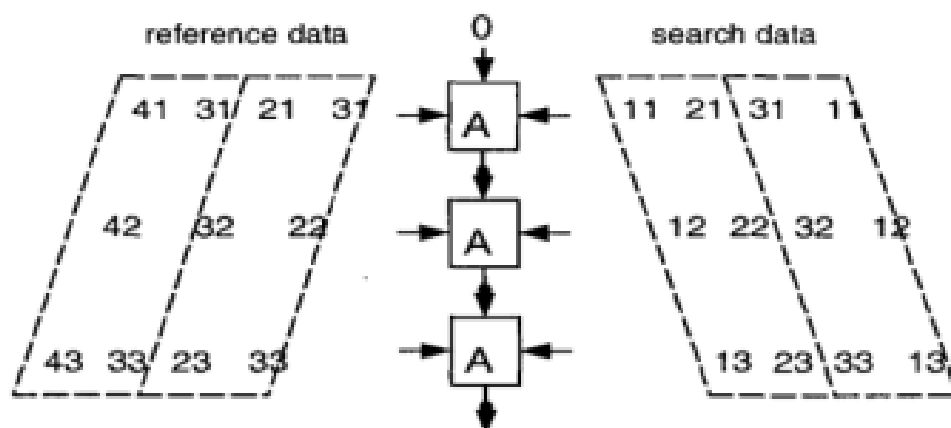 reference data 0 search data
41 31 21 31 A 11 21 31 11
42 32 22 A 12 22 32 12
43 33 23 33 A 13 23 33 13